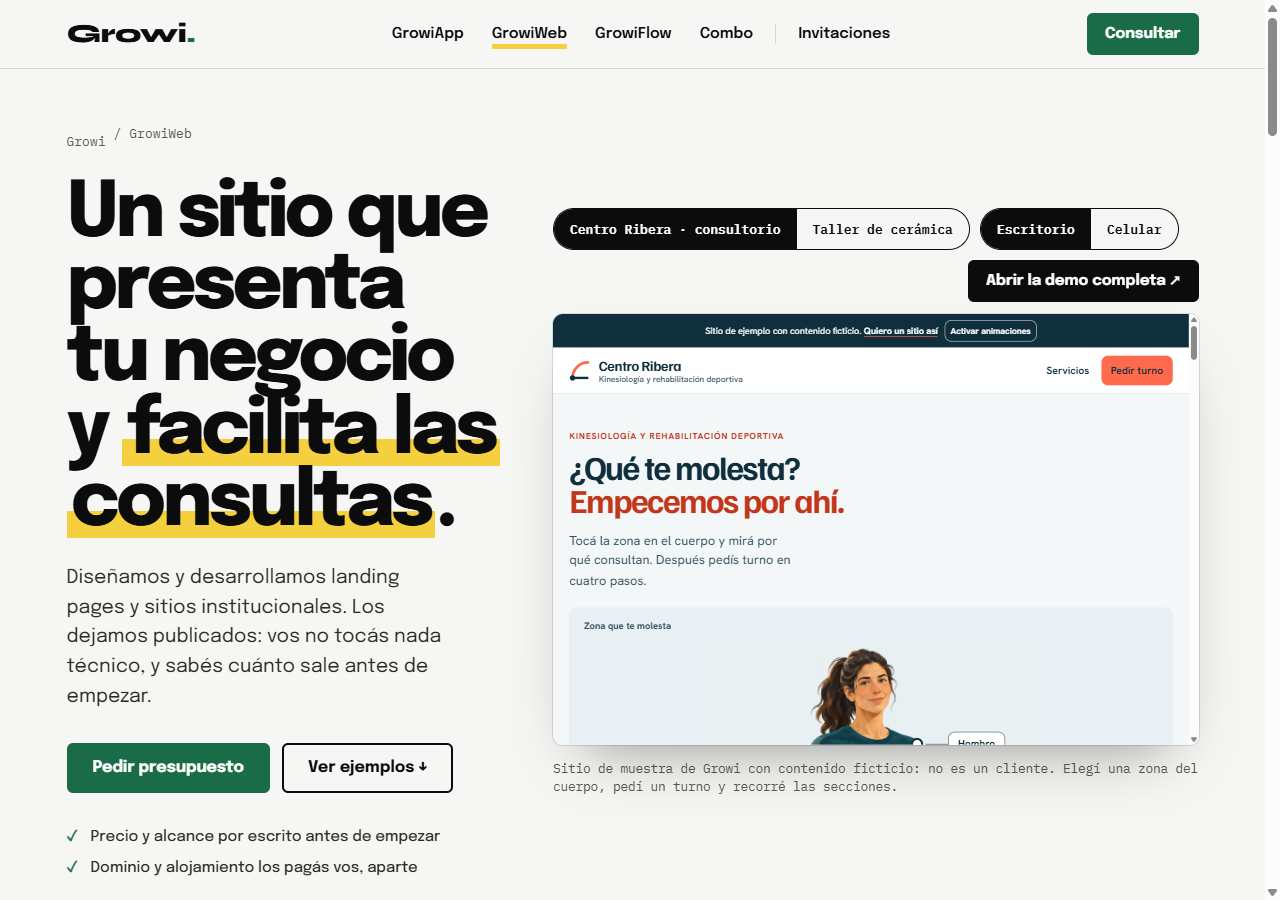 Growi.
GrowiApp
GrowiWeb
GrowiFlow
Combo
Invitaciones
Consultar
Growi / GrowiWeb
Un sitio que
presenta
tu negocio
y facilita las
consultas.
Diseñamos y desarrollamos landing
pages y sitios institucionales. Los
dejamos publicados: vos no tocás nada
técnico, y sabés cuánto sale antes de
empezar.
Pedir presupuesto
Ver ejemplos ↓
✓ Precio y alcance por escrito antes de empezar
✓ Dominio y alojamiento los pagás vos, aparte
Centro Ribera · consultorio
Taller de cerámica
Escritorio
Celular
Abrir la demo completa ↗
Sitio de ejemplo con contenido ficticio. Quiero un sitio así
Activar animaciones
Centro Ribera
Kinesiología y rehabilitación deportiva
Servicios
Pedir turno
KINESIOLOGÍA Y REHABILITACIÓN DEPORTIVA
¿Qué te molesta?
Empecemos por ahí.
Tocá la zona en el cuerpo y mirá por
qué consultan. Después pedís turno en
cuatro pasos.
Zona que te molesta
Hombro
Sitio de muestra de Growi con contenido ficticio: no es un cliente. Elegí una zona del
cuerpo, pedí un turno y recorré las secciones.